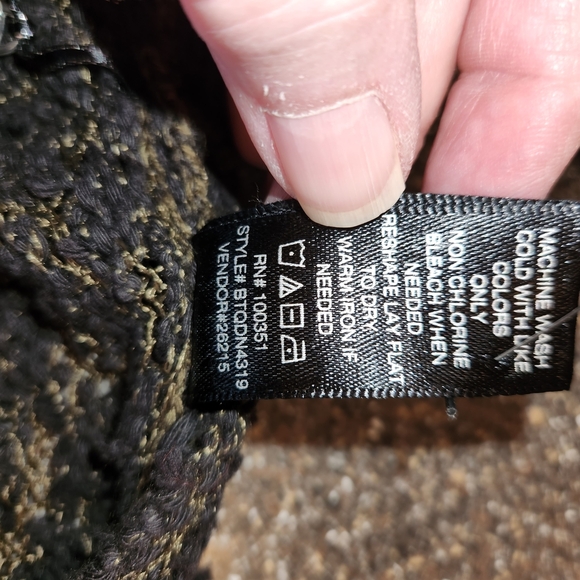 MACHINE WASH
COLD WITH LIKE
COLORS
ONLY
NON CHLORINE
BLEACH WHEN
NEEDED
RESHAPE LAY FLAT
TO DRY
WARM IRON IF
NEEDED
RN# 100351
STYLE# BTQDN4319
VENDOR#26215